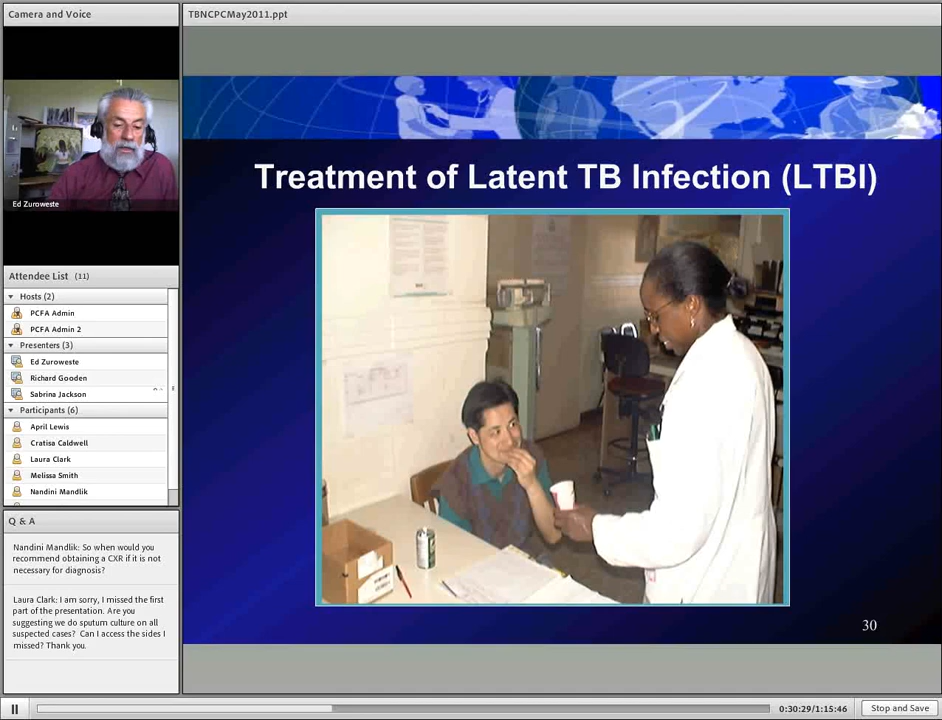 Camera and Voice
Ed Zuroweste
Attendee List (11)
Hosts (2)
PCFA Admin
PCFA Admin 2
Presenters (3)
Ed Zuroweste
Richard Gooden
Sabrina Jackson
Participants (6)
April Lewis
Cratisa Caldwell
Laura Clark
Melissa Smith
Nandini Mandlik
Q & A
Nandini Mandlik: So when would you
recommend obtaining a CXR if it is not
necessary for diagnosis?
Laura Clark: I am sorry, I missed the first
part of the presentation. Are you
suggesting we do sputum culture on all
suspected cases? Can I access the sides I
missed? Thank you.
TBNCPCMay2011.ppt
Treatment of Latent TB Infection (LTBI)
30
0:30:29/1:15:46
Stop and Save